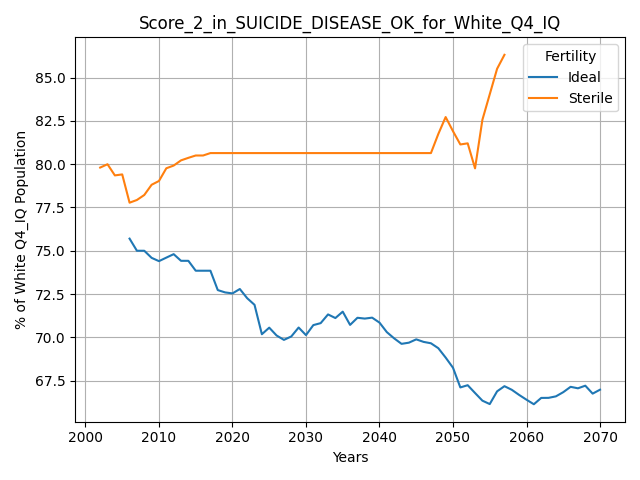 Score_2_in_SUICIDE_DISEASE_OK_for_White_Q4_IQ
Fertility
Ideal
Sterile
% of White Q4_IQ Population
85.0
82.5
80.0
77.5
75.0
72.5
70.0
67.5
2000 2010 2020 2030 2040 2050 2060 2070
Years